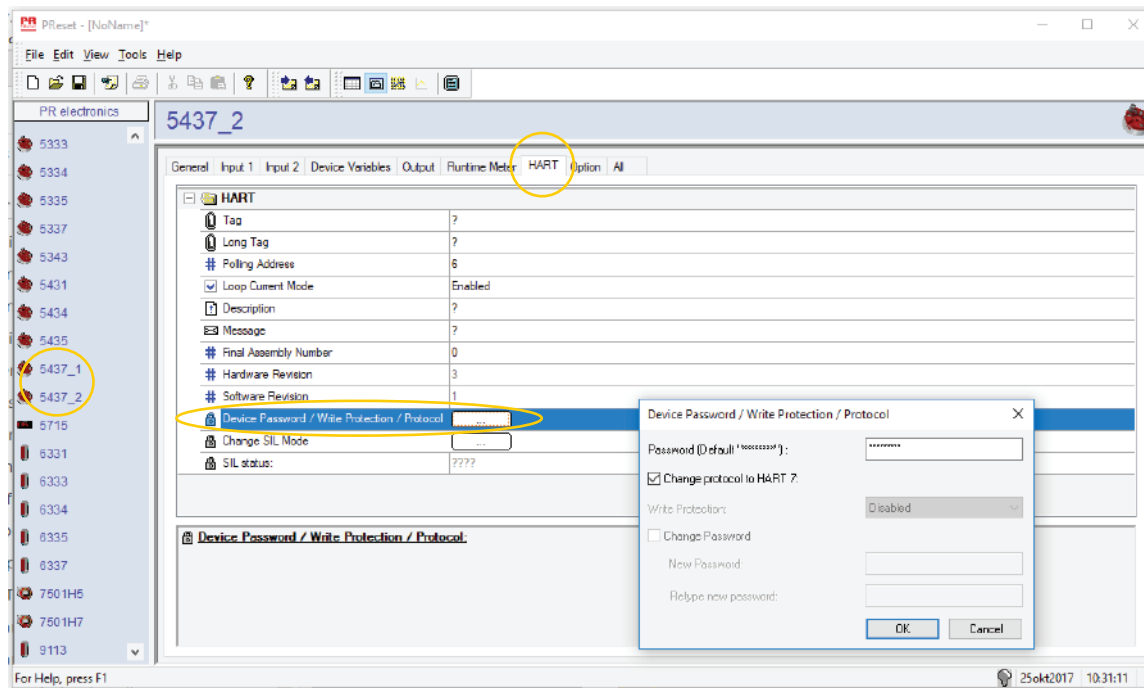 PReset - [NoName]*
File Edit View Tools Help
PR electronics
5333
5334
5335
5337
5343
5431
5434
5435
5437_1
5437_2
5715
6331
6333
6334
6335
6337
7501H5
7501H7
9113
5437_2
General Input 1 Input 2 Device Variables Output Runtime Meter HART Option All
HART
Tag ?
Long Tag ?
Polling Address 6
Loop Current Mode Enabled
Description ?
Message ?
Final Assembly Number 0
Hardware Revision 3
Software Revision 1
Device Password / Write Protection / Protocol ...
Change SIL Mode ...
SIL status: ????
Device Password / Write Protection / Protocol:
Device Password / Write Protection / Protocol
Password (Default "********") : ********
Change protocol to HART 7:
Write Protection: Disabled
Change Password
New Password:
Retype new password:
OK Cancel
For Help, press F1 25okt2017 10:31:11